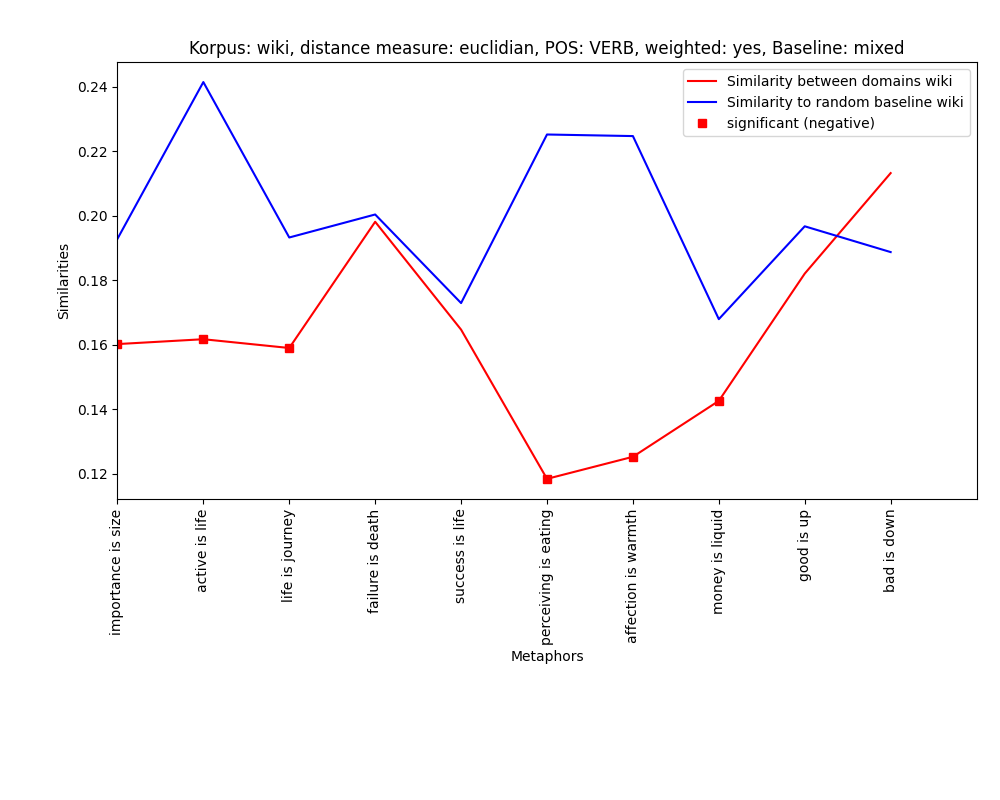 Korpus: wiki, distance measure: euclidian, POS: VERB, weighted: yes, Baseline: mixed
Similarity between domains wiki
Similarity to random baseline wiki
significant (negative)
0.24
0.22
0.20
0.18
0.16
0.14
0.12
Similarities
importance is size
active is life
life is journey
failure is death
success is life
perceiving is eating
affection is warmth
money is liquid
good is up
bad is down
Metaphors